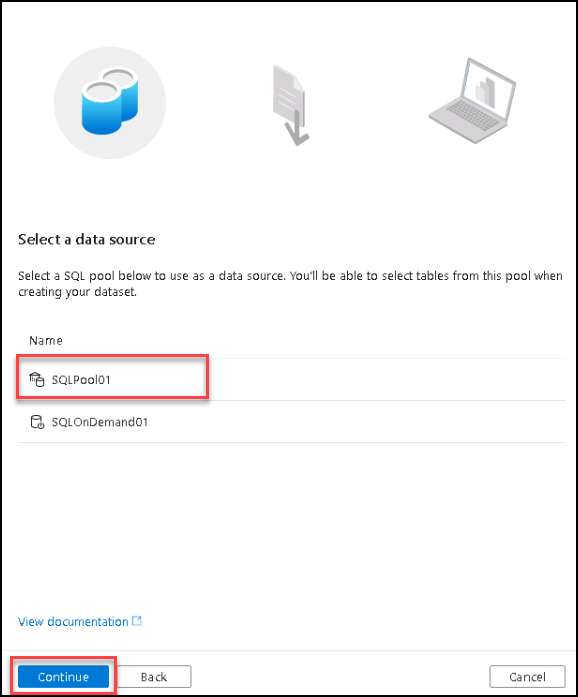 Select a data source
Select a SQL pool below to use as a data source. You'll be able to select tables from this pool when
creating your dataset.
Name
SQLPool01
SQLOnDemand01
View documentation
Continue
Back
Cancel